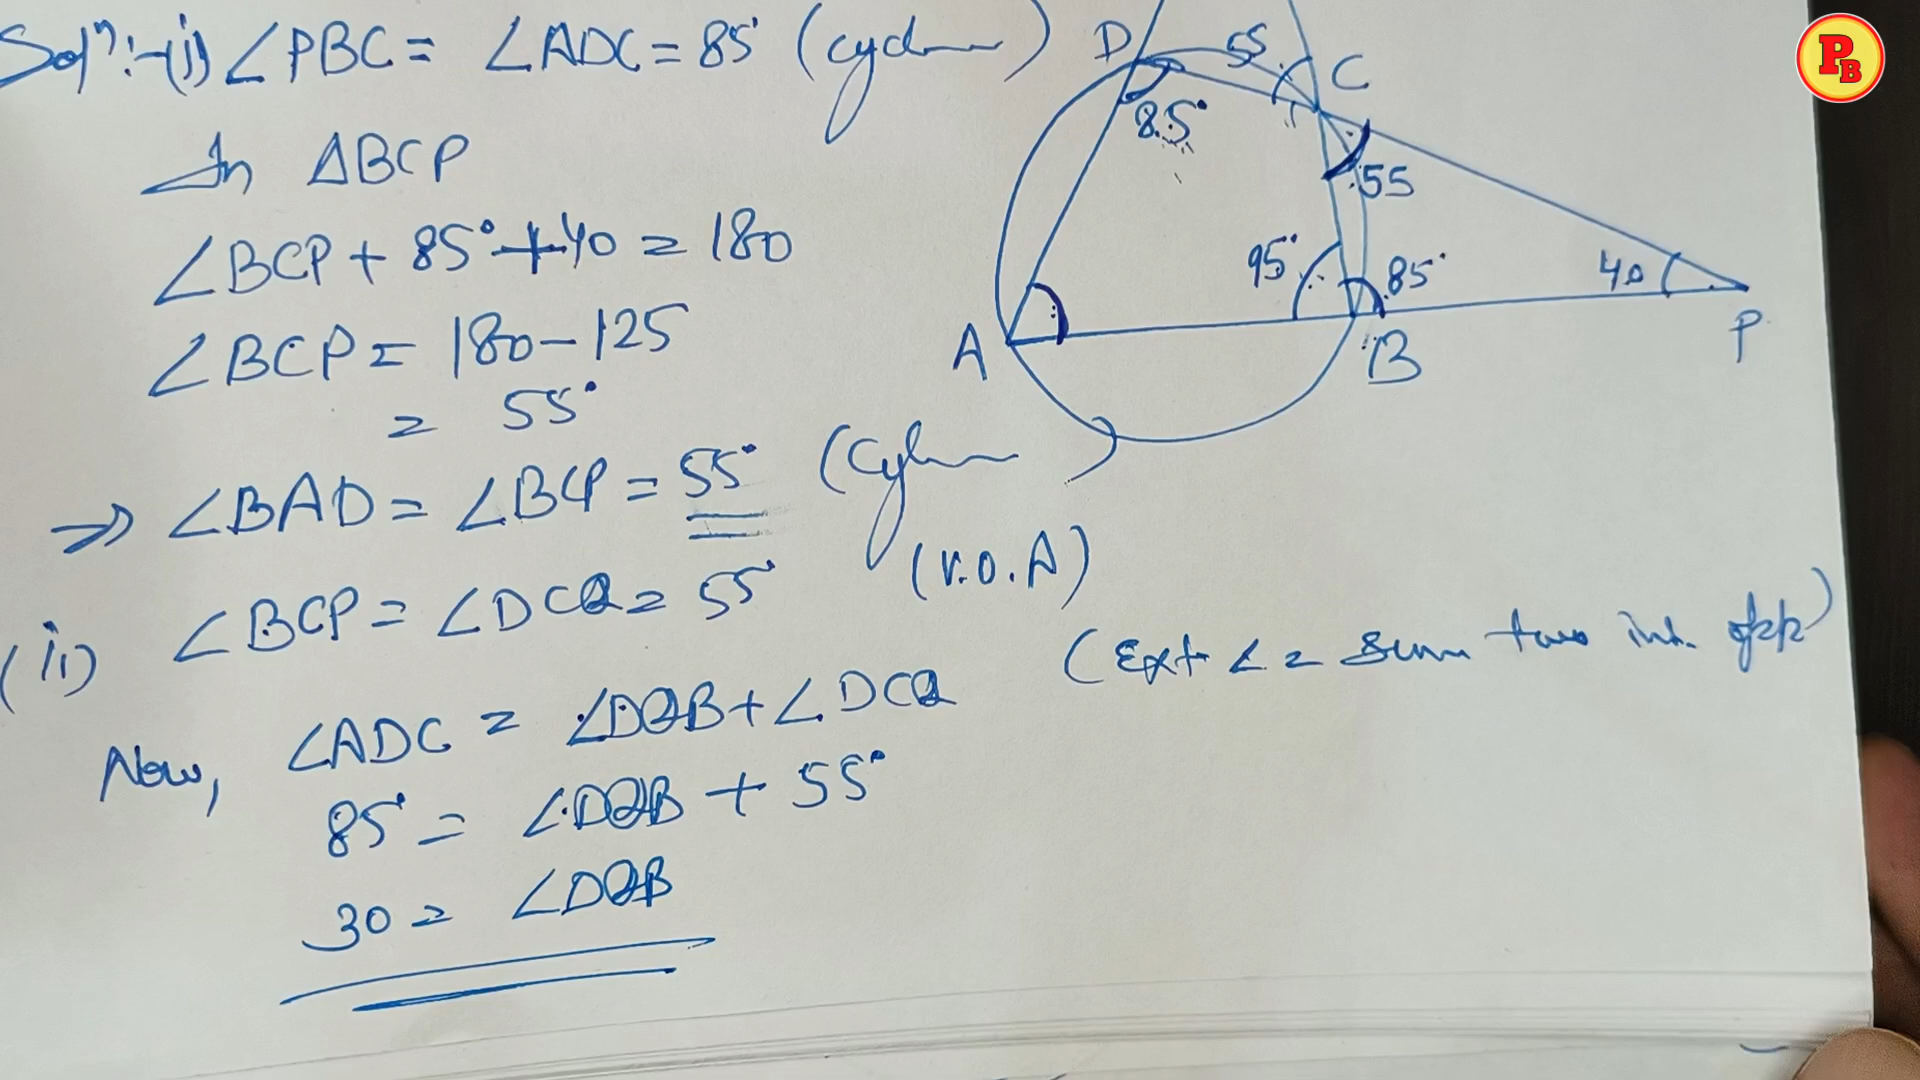 Solⁿ:-(i) ∠PBC = ∠ADC = 85° (cyclic)
In ΔBCP
∠BCP + 85° + 40 = 180
∠BCP = 180 - 125
= 55°
⇒ ∠BAD = ∠BCP = 55° (Cyclic)
(ii) ∠BCP = ∠DCQ = 55° (V.O.A)
Now, ∠ADC = ∠DQB + ∠DCQ (Ext ∠ = sum two int. opp)
85° = ∠DQB + 55°
30 = ∠DQB
D
55
C
85°
55
95°
85°
40
A
B
P
PB